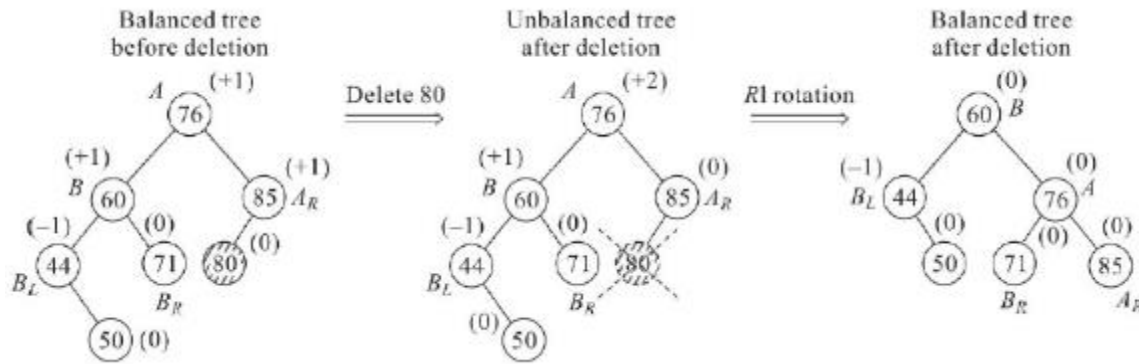 Balanced tree before deletion
Unbalanced tree after deletion
Balanced tree after deletion
Delete 80
R1 rotation
A (+1)
76
(+1) B
60
(+1)
85 A_R
(–1)
44
B_L
(0)
71
B_R
80 (0)
50 (0)
A (+2)
76
(+1)
B
60
(0)
85 A_R
(–1)
44
B_L
(0)
71
B_R
80
(0) 50
(0)
60 B
(–1)
B_L 44
(0)
76 A
(0)
50
(0)
71
B_R
(0)
85
A_R